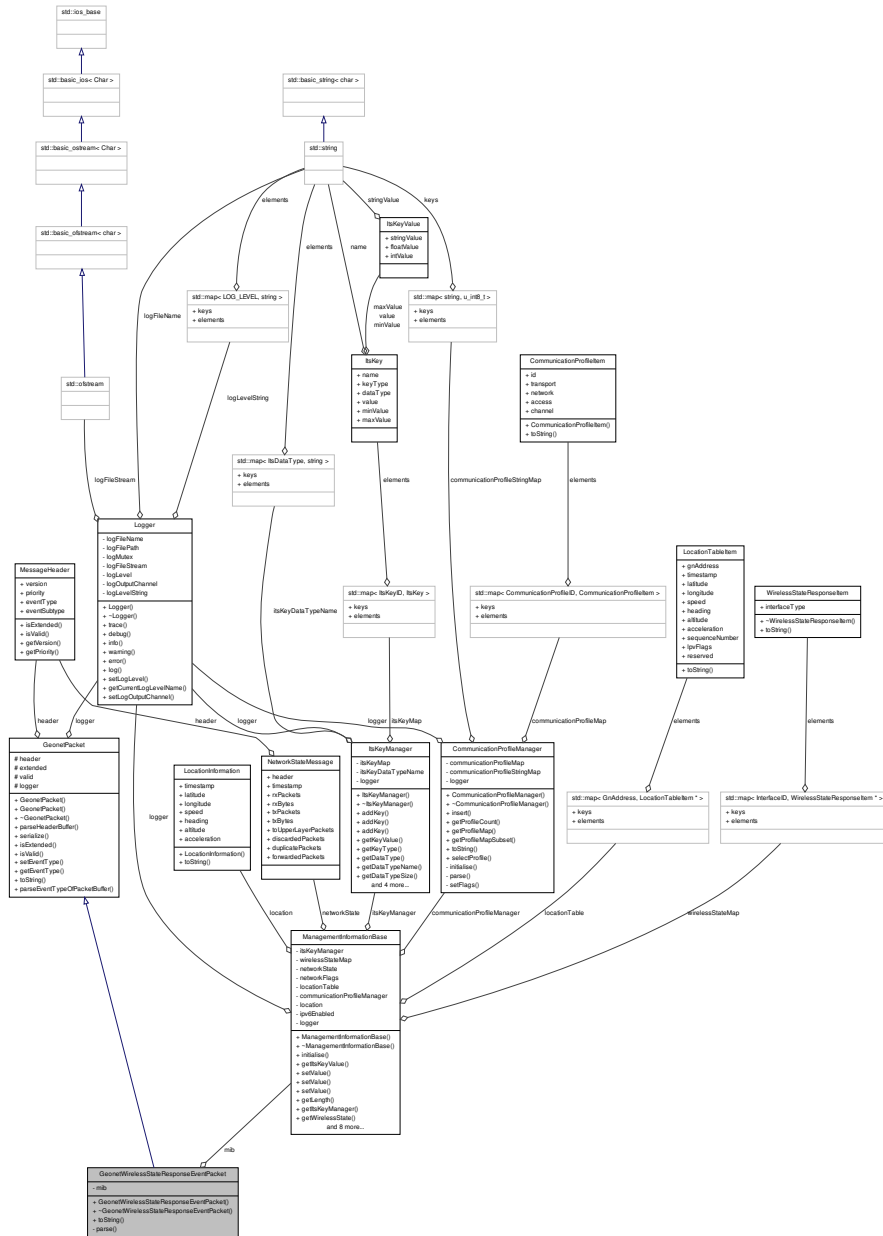 std::ios_base
std::basic_ios< Char >
std::basic_string< char >
std::basic_ostream< Char >
std::string
elements
stringValue
keys
std::basic_ofstream< char >
ItsKeyValue
+ stringValue
+ floatValue
+ intValue
elements
name
logFileName
std::map< LOG_LEVEL, string >
+ keys
+ elements
maxValue
value
minValue
std::map< string, u_int8_t >
+ keys
+ elements
std::ofstream
logLevelString
ItsKey
+ name
+ keyType
+ dataType
+ value
+ minValue
+ maxValue
CommunicationProfileItem
+ id
+ transport
+ network
+ access
+ channel
+ CommunicationProfileItem()
+ toString()
std::map< ItsDataType, string >
+ keys
+ elements
logFileStream
elements
communicationProfileStringMap
elements
Logger
- logFileName
- logFilePath
- logMutex
- logFileStream
- logLevel
- logOutputChannel
- logLevelString
+ Logger()
+ ~Logger()
+ trace()
+ debug()
+ info()
+ warning()
+ error()
+ log()
+ setLogLevel()
+ getCurrentLogLevelName()
+ setLogOutputChannel()
MessageHeader
+ version
+ priority
+ eventType
+ eventSubtype
+ isExtended()
+ isValid()
+ getVersion()
+ getPriority()
itsKeyDataTypeName
std::map< ItsKeyID, ItsKey >
+ keys
+ elements
std::map< CommunicationProfileID, CommunicationProfileItem >
+ keys
+ elements
LocationTableItem
+ gnAddress
+ timestamp
+ latitude
+ longitude
+ speed
+ heading
+ altitude
+ acceleration
+ sequenceNumber
+ lpvFlags
+ reserved
+ toString()
WirelessStateResponseItem
+ interfaceType
+ ~WirelessStateResponseItem()
+ toString()
header
logger
header
logger
logger
itsKeyMap
communicationProfileMap
elements
elements
GeonetPacket
# header
# extended
# valid
# logger
+ GeonetPacket()
+ GeonetPacket()
+ ~GeonetPacket()
+ parseHeaderBuffer()
+ serialize()
+ isExtended()
+ isValid()
+ setEventType()
+ getEventType()
+ toString()
+ parseEventTypeOfPacketBuffer()
logger
LocationInformation
+ timestamp
+ latitude
+ longitude
+ speed
+ heading
+ altitude
+ acceleration
+ LocationInformation()
+ toString()
NetworkStateMessage
+ header
+ timestamp
+ rxPackets
+ rxBytes
+ txPackets
+ txBytes
+ toUpperLayerPackets
+ discardedPackets
+ duplicatePackets
+ forwardedPackets
ItsKeyManager
- itsKeyMap
- itsKeyDataTypeName
- logger
+ ItsKeyManager()
+ ~ItsKeyManager()
+ addKey()
+ addKey()
+ addKey()
+ getKeyValue()
+ getKeyType()
+ getDataType()
+ getDataTypeName()
+ getDataTypeSize()
and 4 more...
CommunicationProfileManager
- communicationProfileMap
- communicationProfileStringMap
- logger
+ CommunicationProfileManager()
+ ~CommunicationProfileManager()
+ insert()
+ getProfileCount()
+ getProfileMap()
+ getProfileMapSubset()
+ toString()
+ selectProfile()
- initialise()
- parse()
- setFlags()
std::map< GnAddress, LocationTableItem * >
+ keys
+ elements
std::map< InterfaceID, WirelessStateResponseItem * >
+ keys
+ elements
location
networkState
itsKeyManager
communicationProfileManager
locationTable
wirelessStateMap
ManagementInformationBase
- itsKeyManager
- wirelessStateMap
- networkState
- networkFlags
- locationTable
- communicationProfileManager
- location
- ipv6Enabled
- logger
+ ManagementInformationBase()
+ ~ManagementInformationBase()
+ initialise()
+ getItsKeyValue()
+ setValue()
+ setValue()
+ setValue()
+ getLength()
+ getItsKeyManager()
+ getWirelessState()
and 8 more...
mib
GeonetWirelessStateResponseEventPacket
- mib
+ GeonetWirelessStateResponseEventPacket()
+ ~GeonetWirelessStateResponseEventPacket()
+ toString()
- parse()